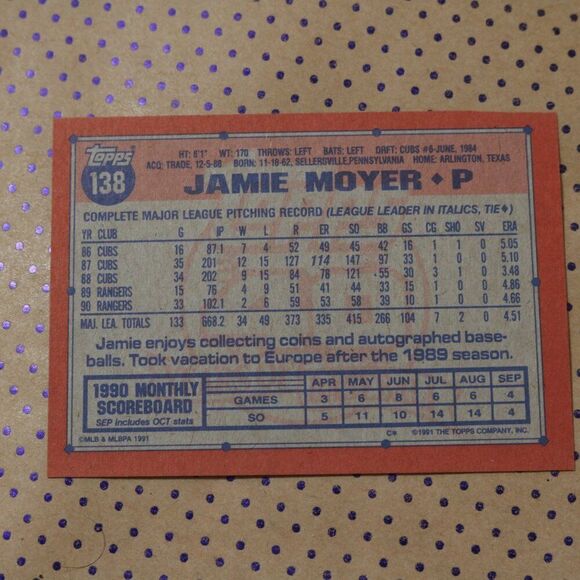 Topps 138
HT: 6'1" WT: 170 THROWS: LEFT BATS: LEFT DRFT: CUBS #6-JUNE, 1984
ACQ: TRADE, 12-5-88 BORN: 11-18-62, SELLERSVILLE, PENNSYLVANIA HOME: ARLINGTON, TEXAS
JAMIE MOYER ♦ P
COMPLETE MAJOR LEAGUE PITCHING RECORD (LEAGUE LEADER IN ITALICS, TIE♦)
YR CLUB G IP W L R ER SO BB GS CG SHO SV ERA
86 CUBS 16 87.1 7 4 52 49 45 42 16 1 1 0 5.05
87 CUBS 35 201 12 15 127 114 147 97 33 1 0 0 5.10
88 CUBS 34 202 9 15 84 78 121 55 30 3 1 0 3.48
89 RANGERS 15 76 4 9 51 41 44 33 15 1 0 0 4.86
90 RANGERS 33 102.1 2 6 59 53 58 39 10 1 0 0 4.66
MAJ. LEA. TOTALS 133 668.2 34 49 373 335 415 266 104 7 2 0 4.51
Jamie enjoys collecting coins and autographed base-
balls. Took vacation to Europe after the 1989 season.
1990 MONTHLY SCOREBOARD APR MAY JUN JUL AUG SEP
GAMES 3 6 8 6 6 4
SEP includes OCT stats SO 5 11 10 14 14 4
©MLB & MLBPA 1991 C* ©1991 THE TOPPS COMPANY, INC.